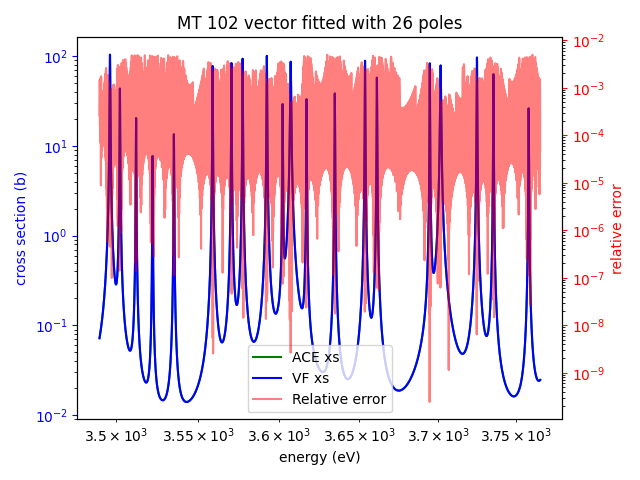 MT 102 vector fitted with 26 poles
cross section (b)
10²
10¹
10⁰
10⁻¹
10⁻²
10⁻²
10⁻³
10⁻⁴
10⁻⁵
10⁻⁶
10⁻⁷
10⁻⁸
10⁻⁹
relative error
ACE xs
VF xs
Relative error
3.5 × 10³ 3.55 × 10³ 3.6 × 10³ 3.65 × 10³ 3.7 × 10³ 3.75 × 10³
energy (eV)